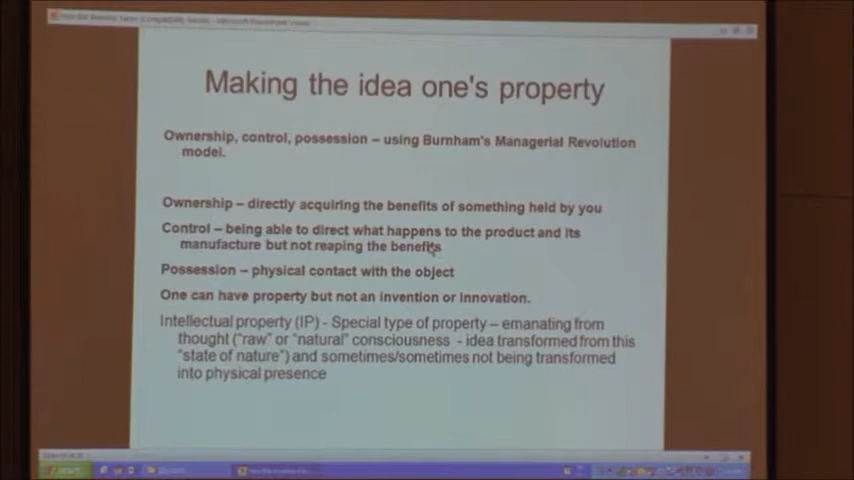 Making the idea one's property
Ownership, control, possession – using Burnham's Managerial Revolution
model.
Ownership – directly acquiring the benefits of something held by you
Control – being able to direct what happens to the product and its
manufacture but not reaping the benefits
Possession – physical contact with the object
One can have property but not an invention or innovation.
Intellectual property (IP) - Special type of property – emanating from
thought ("raw" or "natural" consciousness - idea transformed from this
"state of nature") and sometimes/sometimes not being transformed
into physical presence